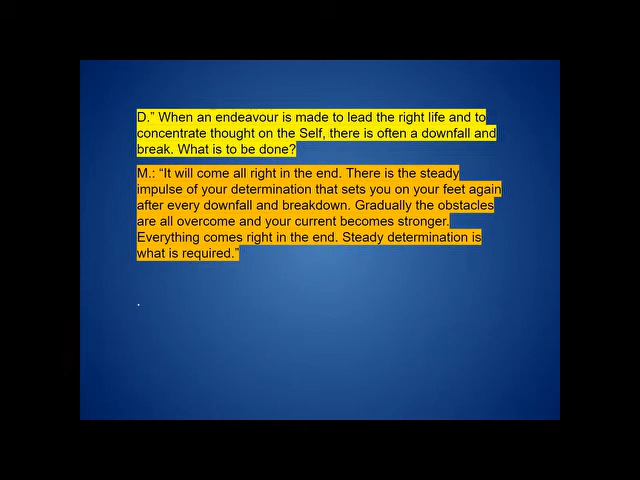 D.” When an endeavour is made to lead the right life and to
concentrate thought on the Self, there is often a downfall and
break. What is to be done?
M.: “It will come all right in the end. There is the steady
impulse of your determination that sets you on your feet again
after every downfall and breakdown. Gradually the obstacles
are all overcome and your current becomes stronger.
Everything comes right in the end. Steady determination is
what is required.”
.